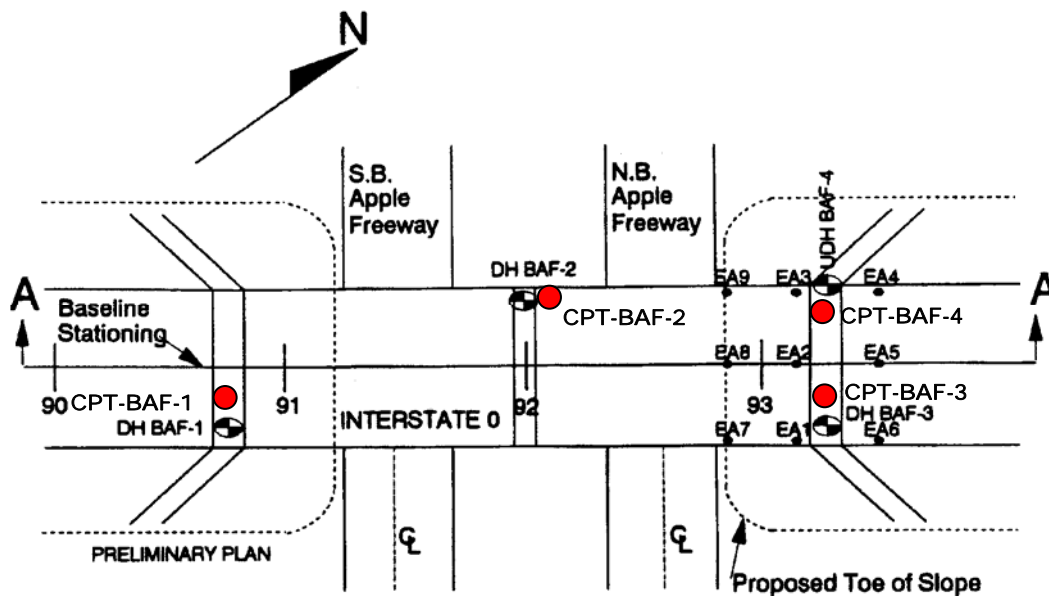 N
S.B.
Apple
Freeway
N.B.
Apple
Freeway
UDH BAF-4
DH BAF-2
EA9
EA3
EA4
A
A
Baseline
Stationing
CPT-BAF-2
CPT-BAF-4
EA8
EA2
EA5
90
CPT-BAF-1
91
92
93
CPT-BAF-3
DH BAF-1
INTERSTATE 0
DH BAF-3
EA7
EA1
EA6
PRELIMINARY PLAN
CL
CL
Proposed Toe of Slope